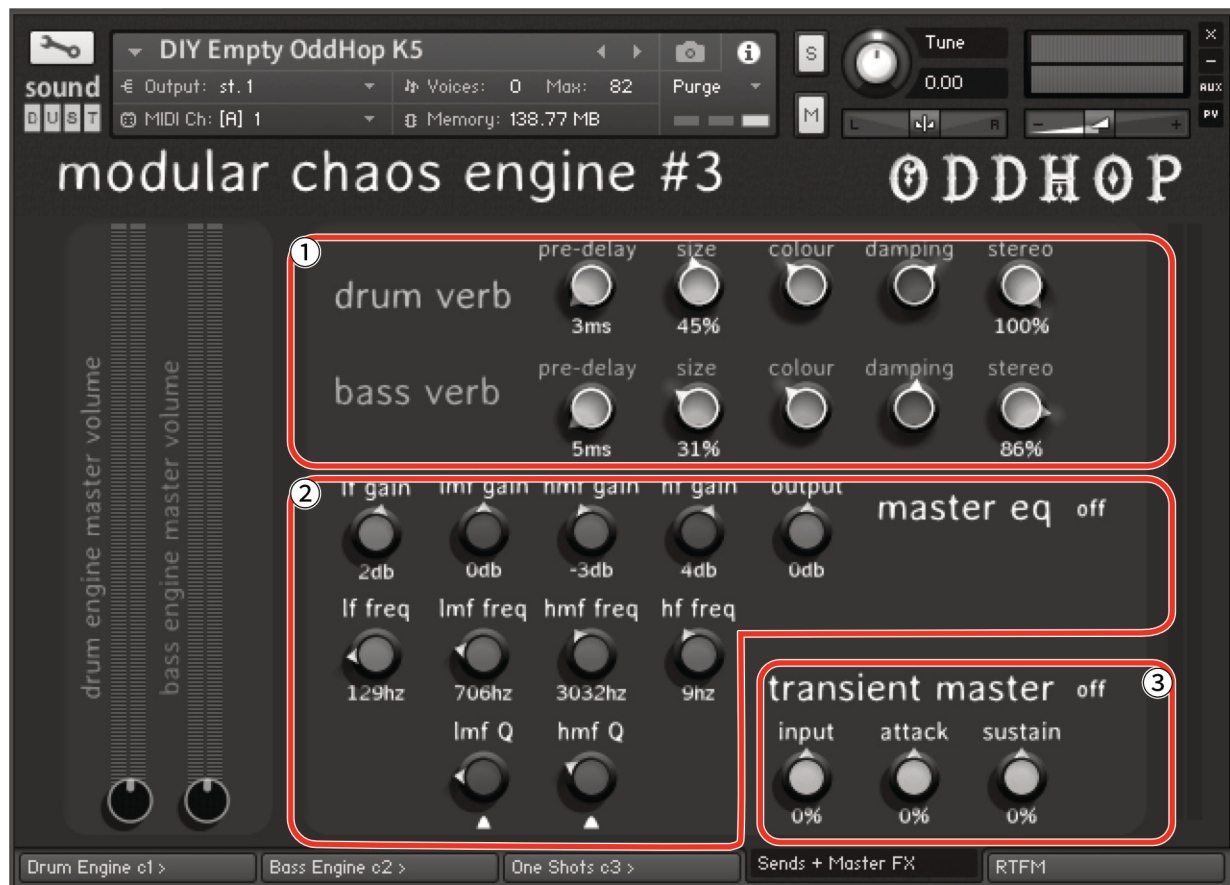 DIY Empty OddHop K5
sound
DUST
Output: st.1
Voices: 0 Max: 82
Purge
MIDI Ch: [A] 1
Memory: 138.77 MB
S
M
Tune
0.00
L R
- +
×
-
AUX
PV
modular chaos engine #3
ODDHOP
drum engine master volume
bass engine master volume
1
pre-delay size colour damping stereo
drum verb
3ms 45% 100%
pre-delay size colour damping stereo
bass verb
5ms 31% 86%
2
lf gain lmf gain hmf gain hf gain output
master eq off
2db 0db -3db 4db 0db
lf freq lmf freq hmf freq hf freq
129hz 706hz 3032hz 9hz
lmf Q hmf Q
transient master off
3
input attack sustain
0% 0% 0%
Drum Engine c1 >
Bass Engine c2 >
One Shots c3 >
Sends + Master FX
RTFM